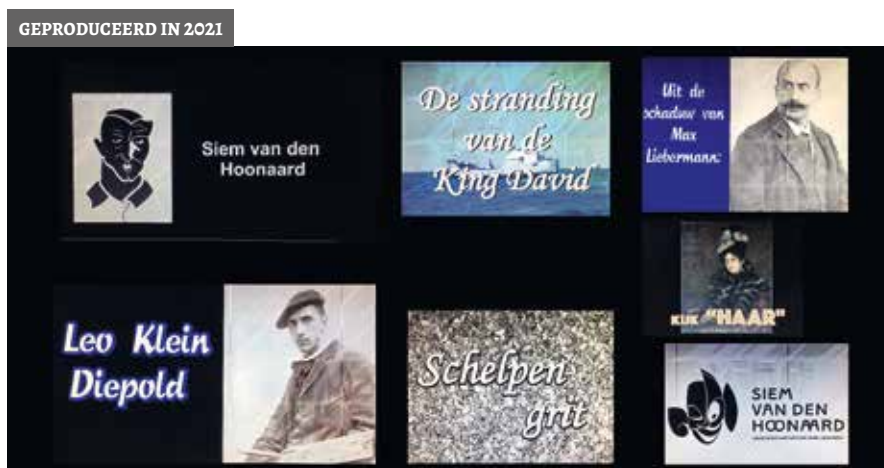 GEPRODUCEERD IN 2021
Siem van den
Hoonaard
De stranding
van de
King David
Uit de
schaduw van
Max
Liebermann:
KIJK "HAAR"
Leo Klein
Diepold
Schelpen
grit
SIEM
VAN DEN
HOONAARD